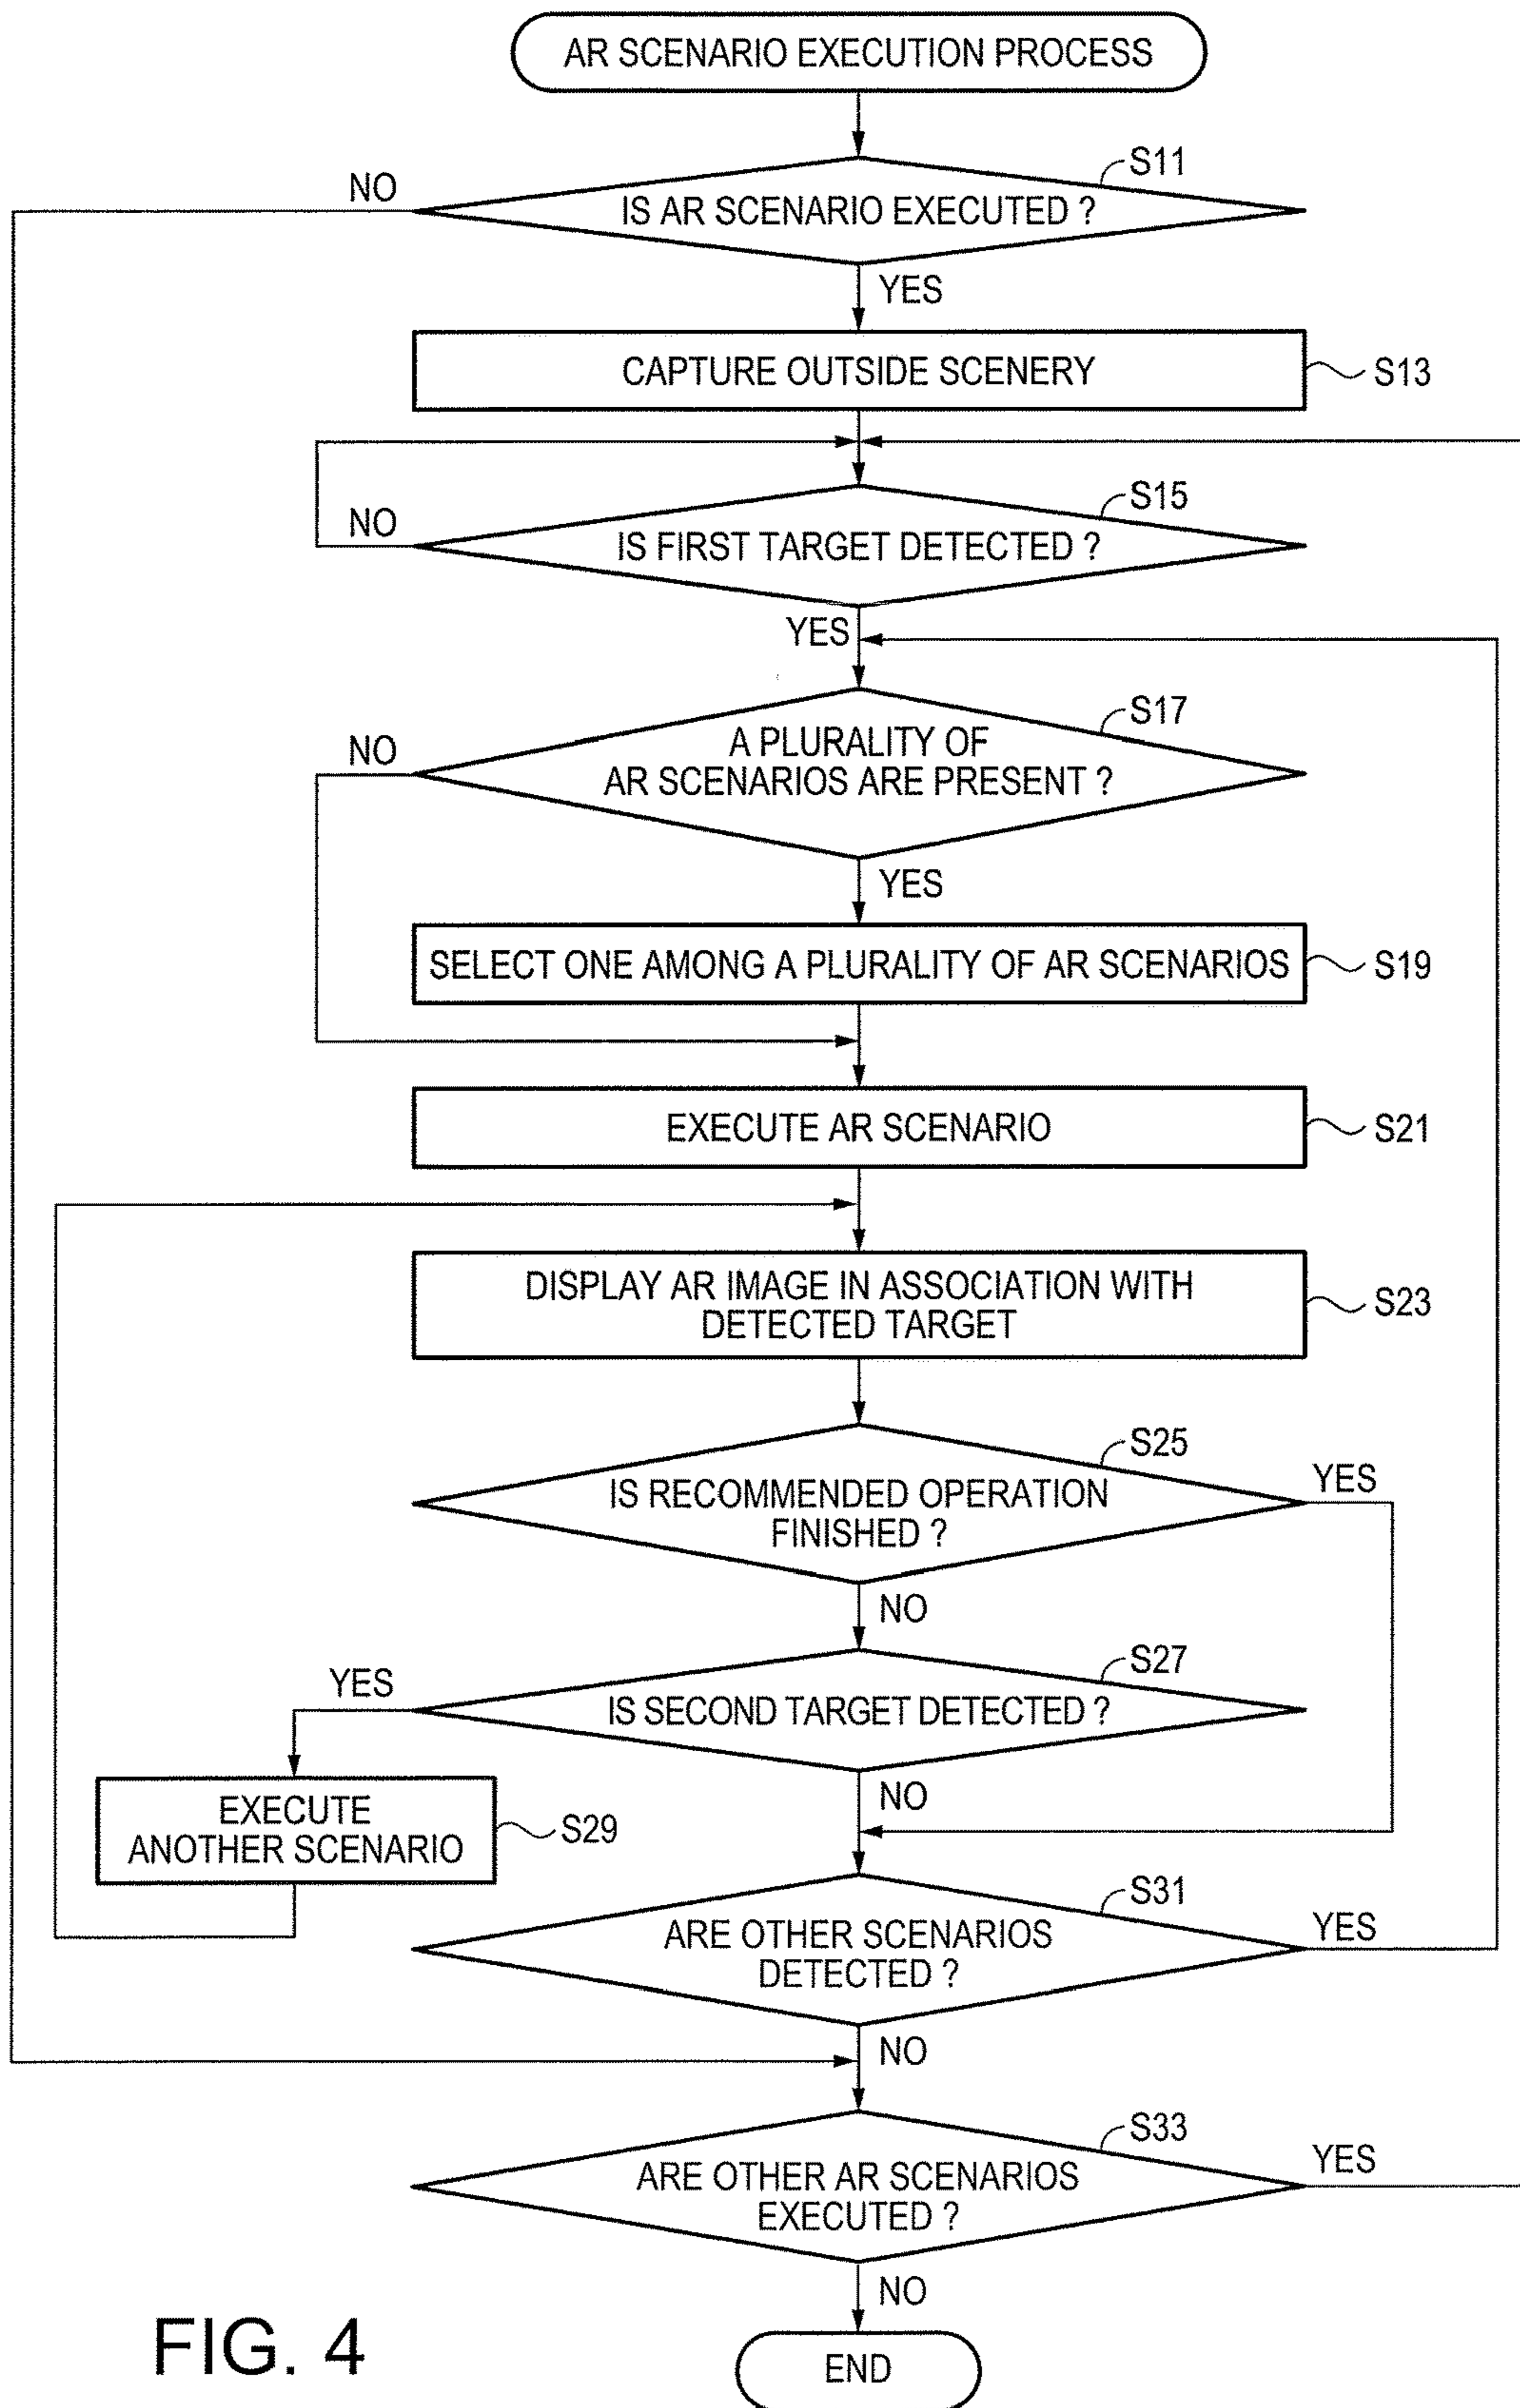 AR SCENARIO EXECUTION PROCESS
S11
NO
IS AR SCENARIO EXECUTED ?
YES
CAPTURE OUTSIDE SCENERY
S13
S15
NO
IS FIRST TARGET DETECTED ?
YES
S17
NO
A PLURALITY OF
AR SCENARIOS ARE PRESENT ?
YES
SELECT ONE AMONG A PLURALITY OF AR SCENARIOS
S19
EXECUTE AR SCENARIO
S21
DISPLAY AR IMAGE IN ASSOCIATION WITH
DETECTED TARGET
S23
S25
YES
IS RECOMMENDED OPERATION
FINISHED ?
NO
S27
YES
IS SECOND TARGET DETECTED ?
NO
EXECUTE
ANOTHER SCENARIO
S29
S31
YES
ARE OTHER SCENARIOS
DETECTED ?
NO
S33
YES
ARE OTHER AR SCENARIOS
EXECUTED ?
NO
END
FIG. 4